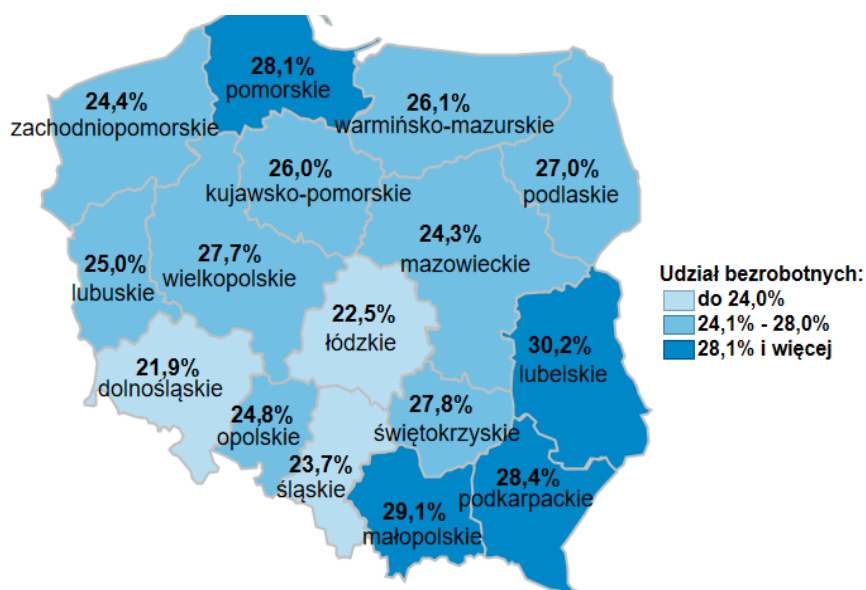 28,1%
pomorskie
24,4%
zachodniopomorskie
26,1%
warmińsko-mazurskie
26,0%
kujawsko-pomorskie
27,0%
podlaskie
25,0%
lubuskie
27,7%
wielkopolskie
24,3%
mazowieckie
22,5%
łódzkie
21,9%
dolnośląskie
30,2%
lubelskie
24,8%
opolskie
27,8%
świętokrzyskie
23,7%
śląskie
28,4%
podkarpackie
29,1%
małopolskie
Udział bezrobotnych:
do 24,0%
24,1% - 28,0%
28,1% i więcej